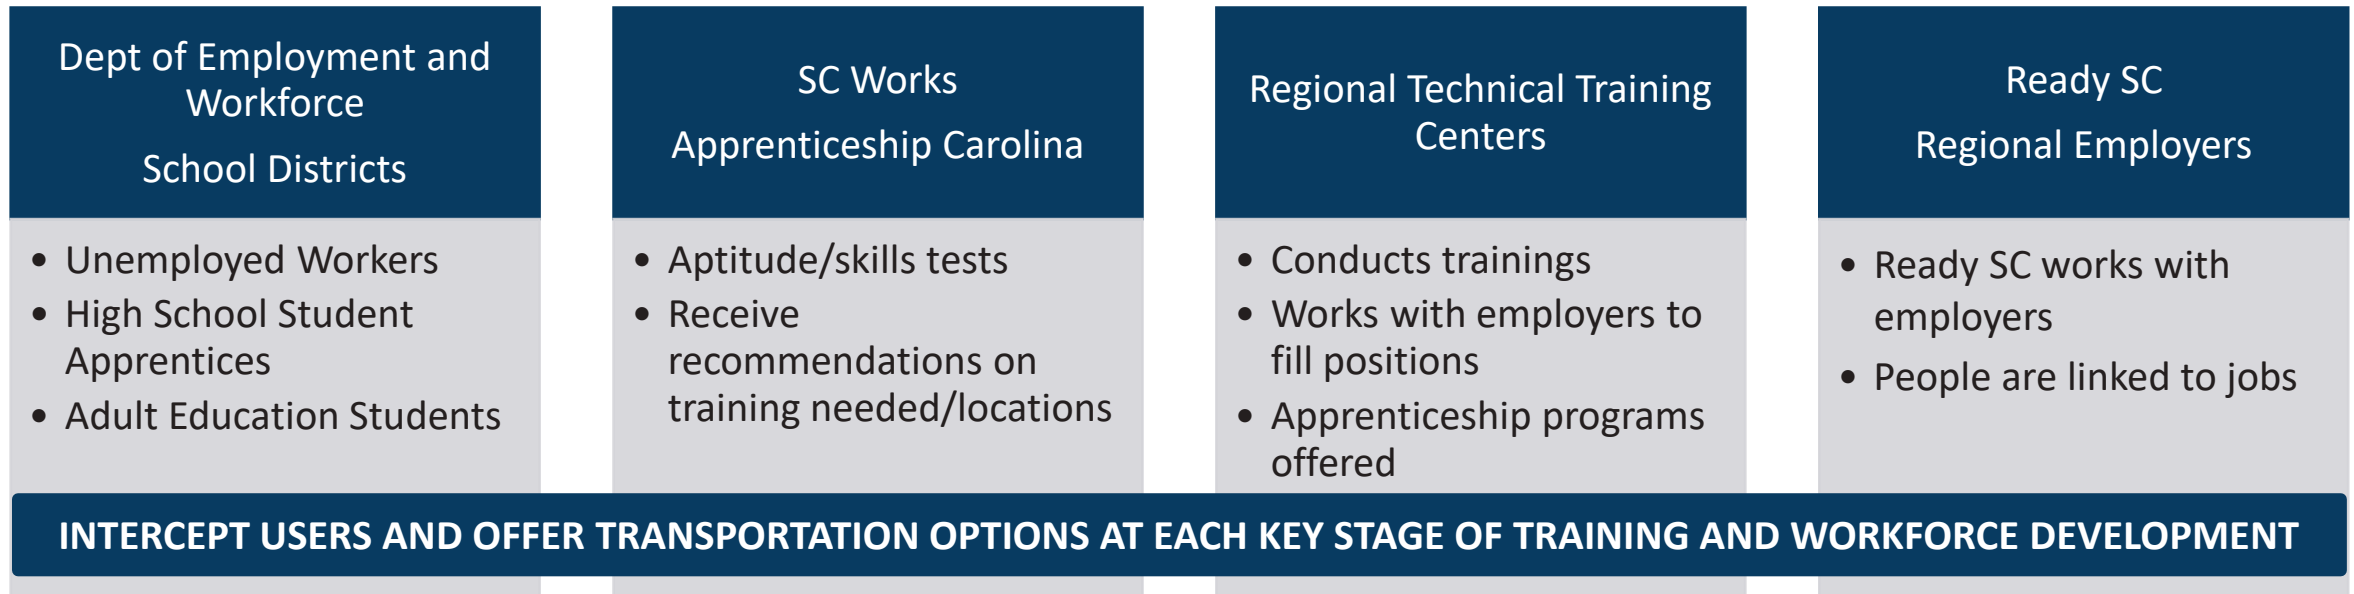 Dept of Employment and
Workforce
School Districts
• Unemployed Workers
• High School Student
Apprentices
• Adult Education Students
SC Works
Apprenticeship Carolina
• Aptitude/skills tests
• Receive
recommendations on
training needed/locations
Regional Technical Training
Centers
• Conducts trainings
• Works with employers to
fill positions
• Apprenticeship programs
offered
Ready SC
Regional Employers
• Ready SC works with
employers
• People are linked to jobs
INTERCEPT USERS AND OFFER TRANSPORTATION OPTIONS AT EACH KEY STAGE OF TRAINING AND WORKFORCE DEVELOPMENT